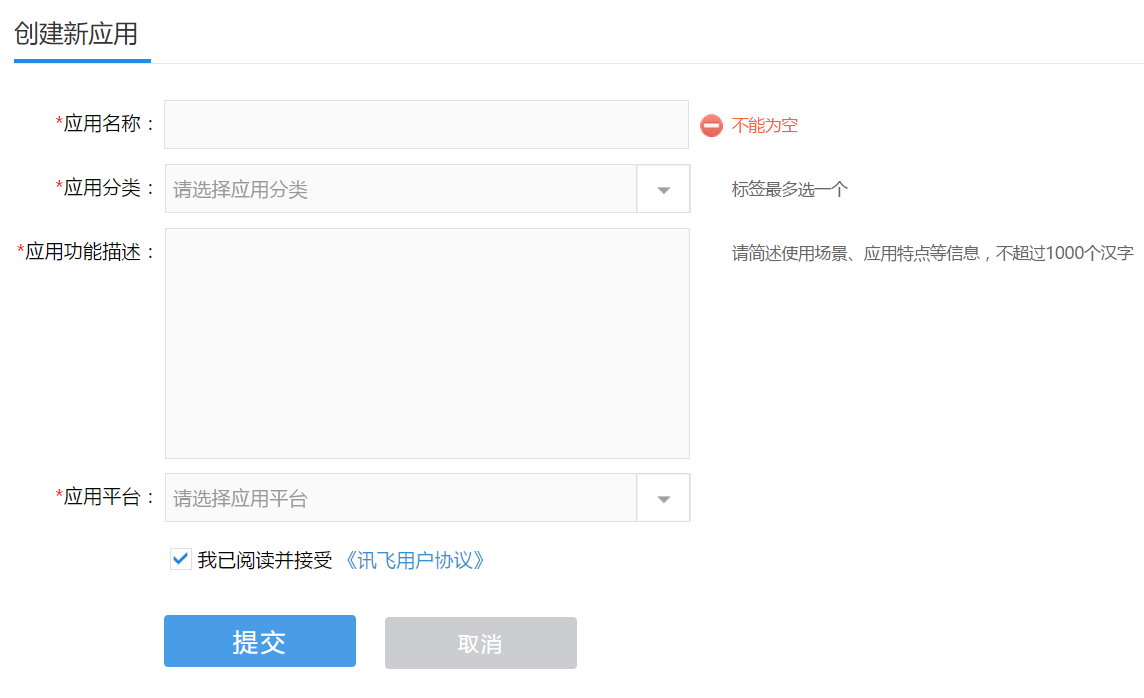 创建新应用
*应用名称： 不能为空
*应用分类： 请选择应用分类 标签最多选一个
*应用功能描述： 请简述使用场景、应用特点等信息，不超过1000个汉字
*应用平台： 请选择应用平台
我已阅读并接受 《讯飞用户协议》
提交 取消